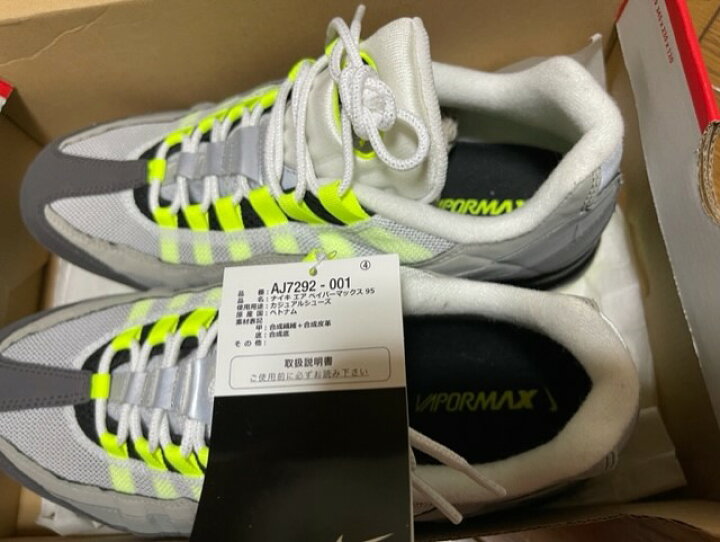 345 x 230 x 120
VAPORMAX
④
品番：AJ7292 - 001
品名：ナイキ エア ベイパーマックス 95
使用用途：カジュアルシューズ
原産国：ベトナム
素材表記
甲：合成繊維＋合成皮革
底：合成底
その他：
取扱説明書
ご使用前に必ずお読み下さい
VAPORMAX